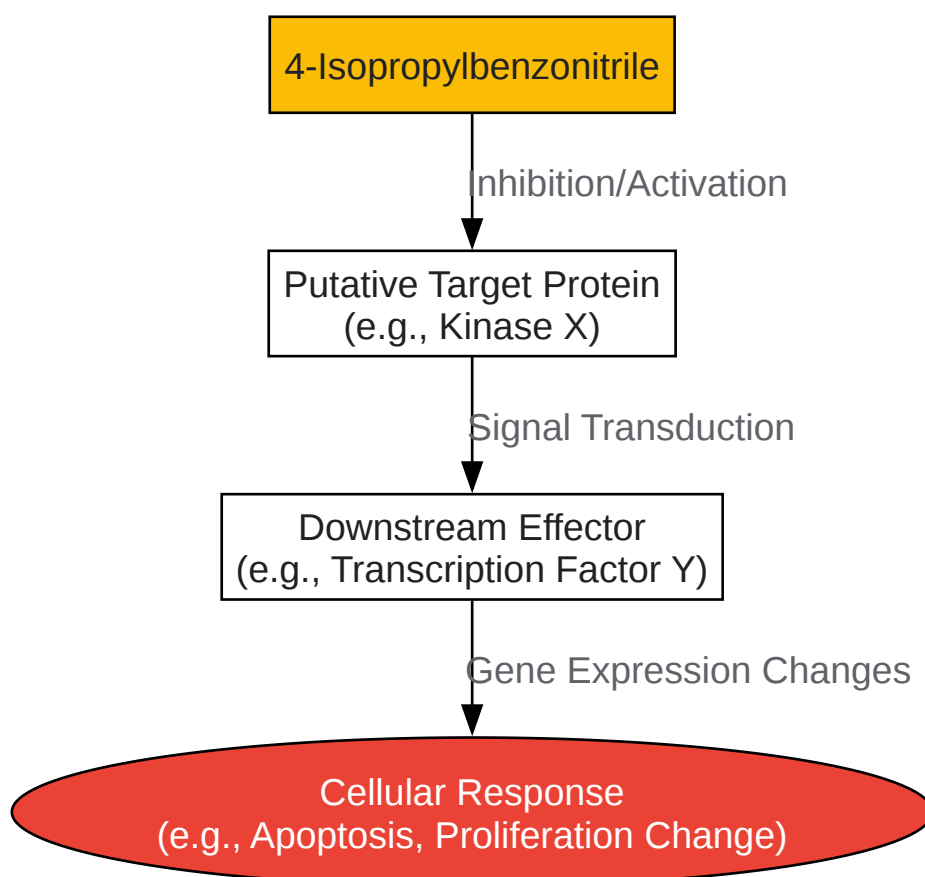 4-Isopropylbenzonitrile
Inhibition/Activation
Putative Target Protein
(e.g., Kinase X)
Signal Transduction
Downstream Effector
(e.g., Transcription Factor Y)
Gene Expression Changes
Cellular Response
(e.g., Apoptosis, Proliferation Change)